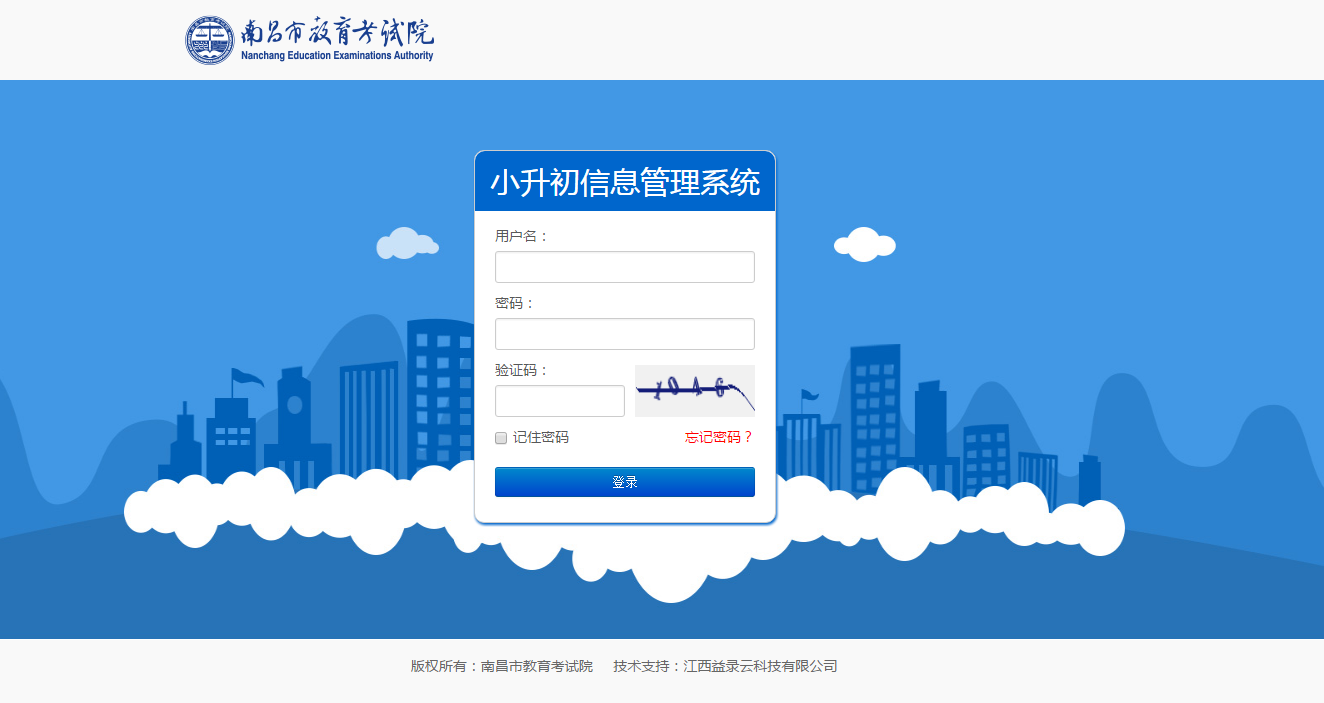 南昌市教育考试院
Nanchang Education Examinations Authority
小升初信息管理系统
用户名：
密码：
验证码：
1046
记住密码 忘记密码？
登录
版权所有：南昌市教育考试院 技术支持：江西益录云科技有限公司